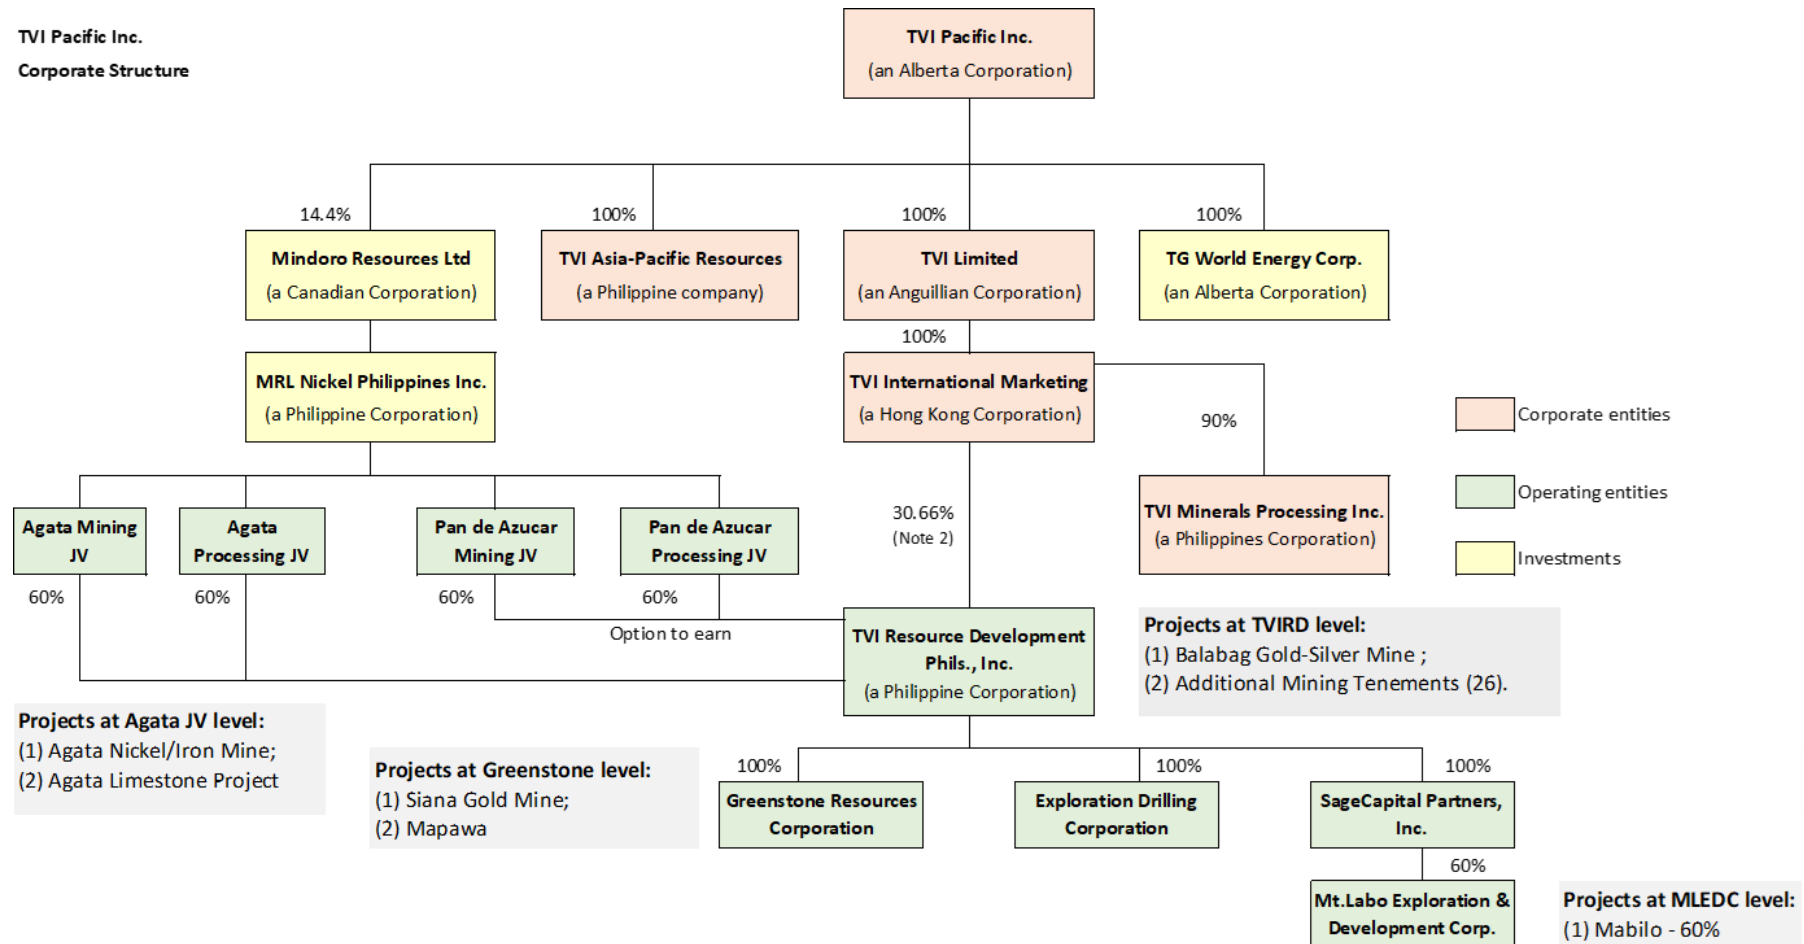 TVI Pacific Inc.
Corporate Structure
TVI Pacific Inc.
(an Alberta Corporation)
14.4%
100%
100%
100%
Mindoro Resources Ltd
(a Canadian Corporation)
TVI Asia-Pacific Resources
(a Philippine company)
TVI Limited
(an Anguillian Corporation)
TG World Energy Corp.
(an Alberta Corporation)
100%
MRL Nickel Philippines Inc.
(a Philippine Corporation)
TVI International Marketing
(a Hong Kong Corporation)
90%
Corporate entities
Operating entities
Investments
Agata Mining
JV
Agata
Processing JV
Pan de Azucar
Mining JV
Pan de Azucar
Processing JV
30.66%
(Note 2)
TVI Minerals Processing Inc.
(a Philippines Corporation)
60%
60%
60%
60%
Option to earn
TVI Resource Development
Phils., Inc.
(a Philippine Corporation)
Projects at TVIRD level:
(1) Balabag Gold-Silver Mine ;
(2) Additional Mining Tenements (26).
Projects at Agata JV level:
(1) Agata Nickel/Iron Mine;
(2) Agata Limestone Project
Projects at Greenstone level:
(1) Siana Gold Mine;
(2) Mapawa
100%
100%
100%
Greenstone Resources
Corporation
Exploration Drilling
Corporation
SageCapital Partners,
Inc.
60%
Mt.Labo Exploration &
Development Corp.
Projects at MLEDC level:
(1) Mabilo - 60%